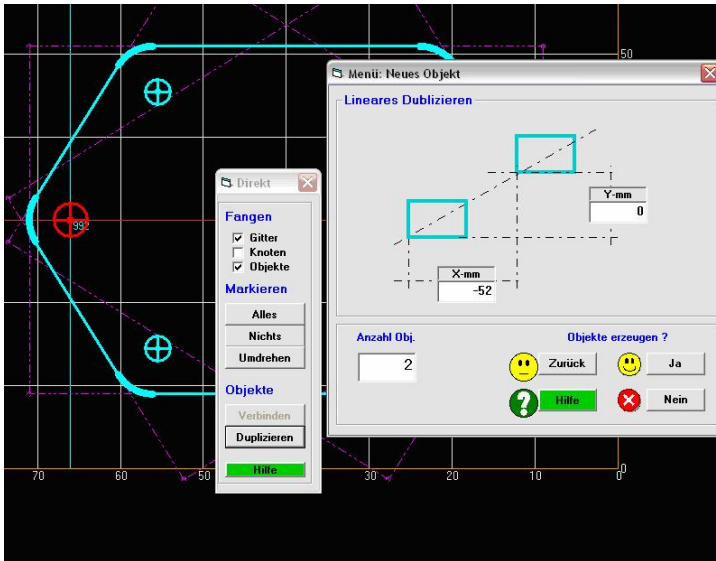 50
Menü: Neues Objekt
Lineares Dublizieren
Y-mm
0
X-mm
-52
Anzahl Obj.
2
Objekte erzeugen ?
Zurück
Ja
?
Hilfe
Nein
Direkt
Fangen
Gitter
Knoten
Objekte
Markieren
Alles
Nichts
Umdrehen
Objekte
Verbinden
Duplizieren
Hilfe
992
0
70
60
50
40
30
20
10
0